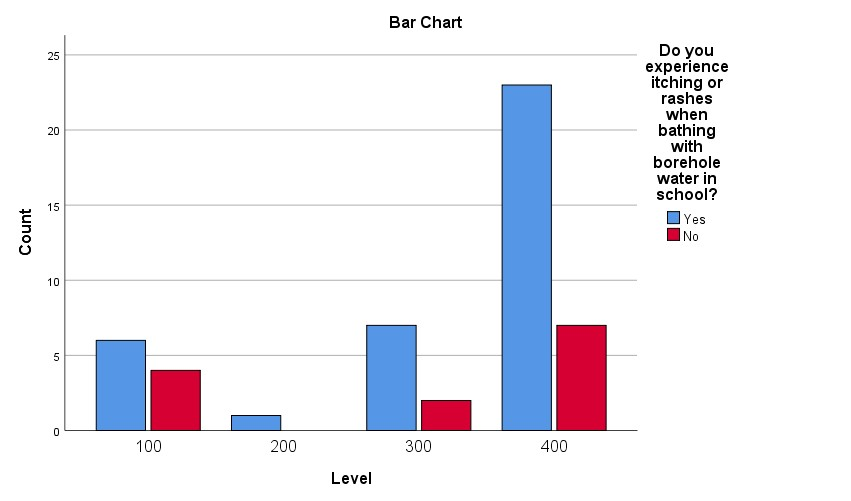 Bar Chart
25
20
15
10
5
0
Count
100
200
300
400
Level
Do you
experience
itching or
rashes
when
bathing
with
borehole
water in
school?
Yes
No